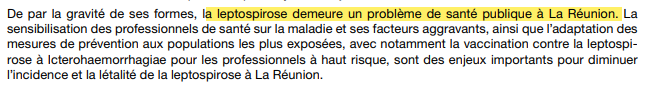 De par la gravité de ses formes, la leptospirose demeure un problème de santé publique à La Réunion. La
sensibilisation des professionnels de santé sur la maladie et ses facteurs aggravants, ainsi que l'adaptation des
mesures de prévention aux populations les plus exposées, avec notamment la vaccination contre la leptospi-
rose à Icterohaemorrhagiae pour les professionnels à haut risque, sont des enjeux importants pour diminuer
l'incidence et la létalité de la leptospirose à La Réunion.